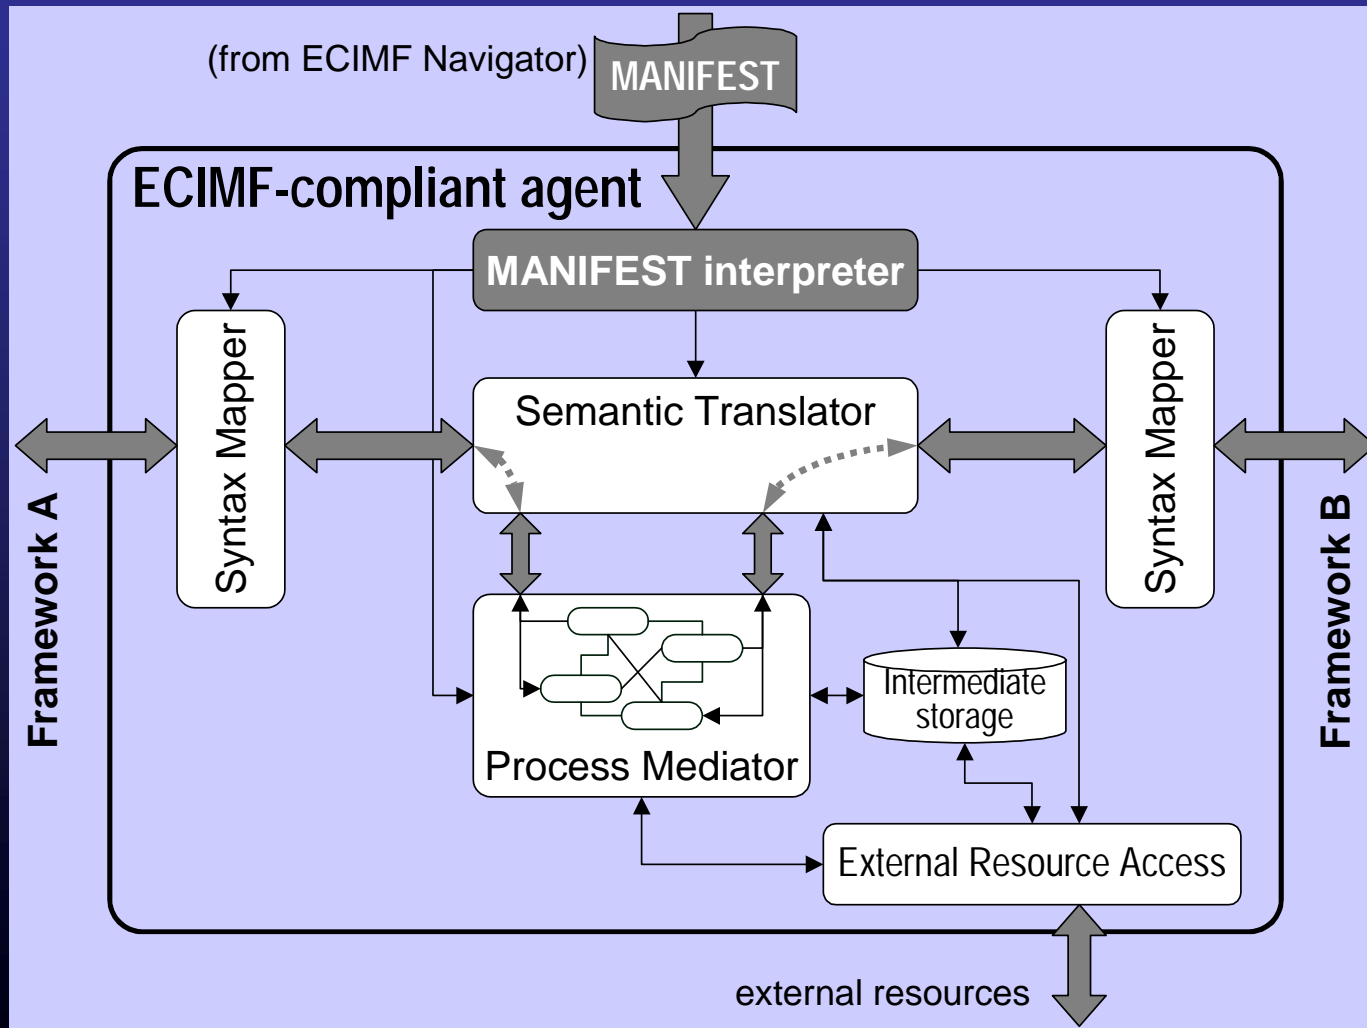 (from ECIMF Navigator)
MANIFEST
ECIMF-compliant agent
MANIFEST interpreter
Syntax Mapper
Semantic Translator
Syntax Mapper
Framework A
Framework B
Intermediate
storage
Process Mediator
External Resource Access
external resources